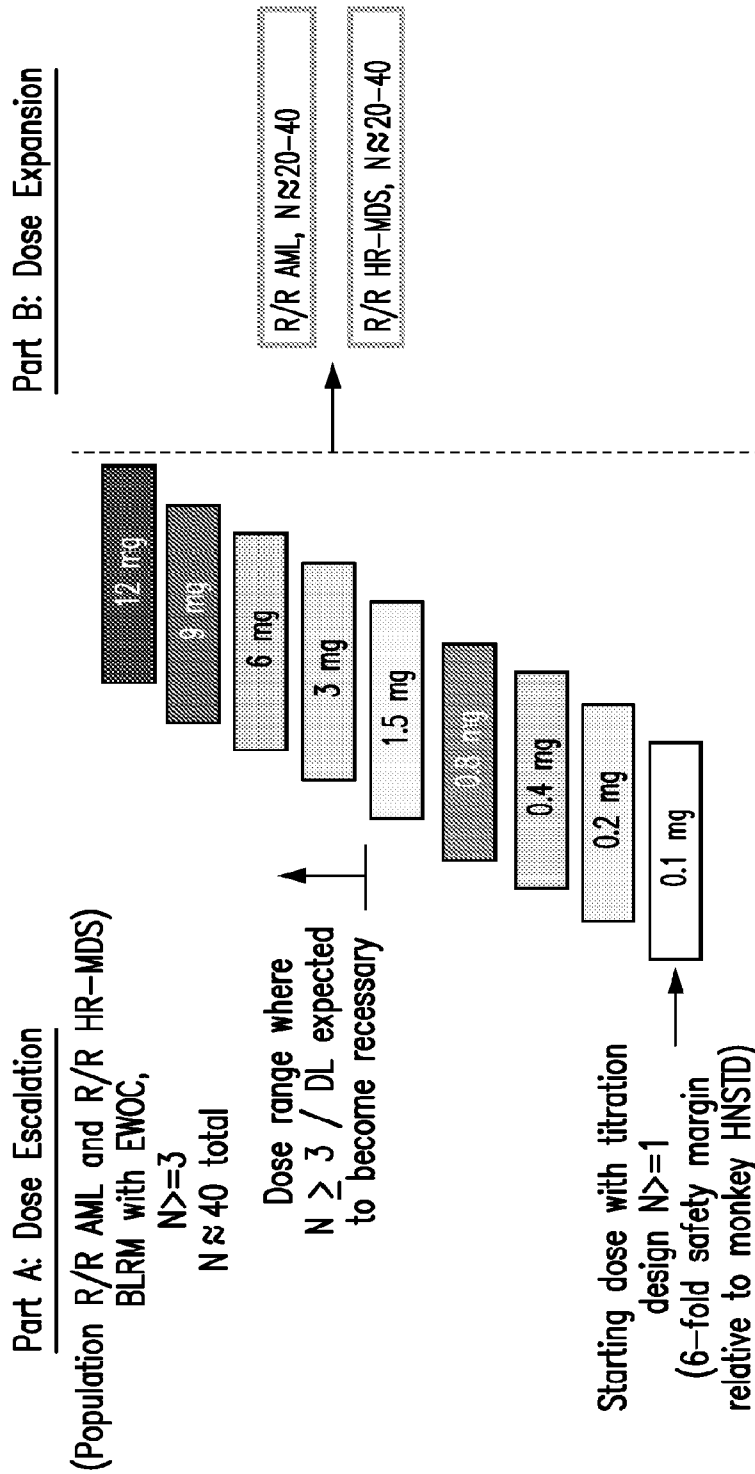 Part A: Dose Escalation
(Population R/R AML and R/R HR-MDS)
BLRM with EWOC,
N>=3
N≈40 total
Dose range where
N ≥ 3 / DL expected
to become recessary
Starting dose with titration
design N>=1
(6-fold safety margin
relative to monkey HNSTD)
12 mg
9 mg
6 mg
3 mg
1.5 mg
0.8 mg
0.4 mg
0.2 mg
0.1 mg
Part B: Dose Expansion
R/R AML, N≈20-40
R/R HR-MDS, N≈20-40